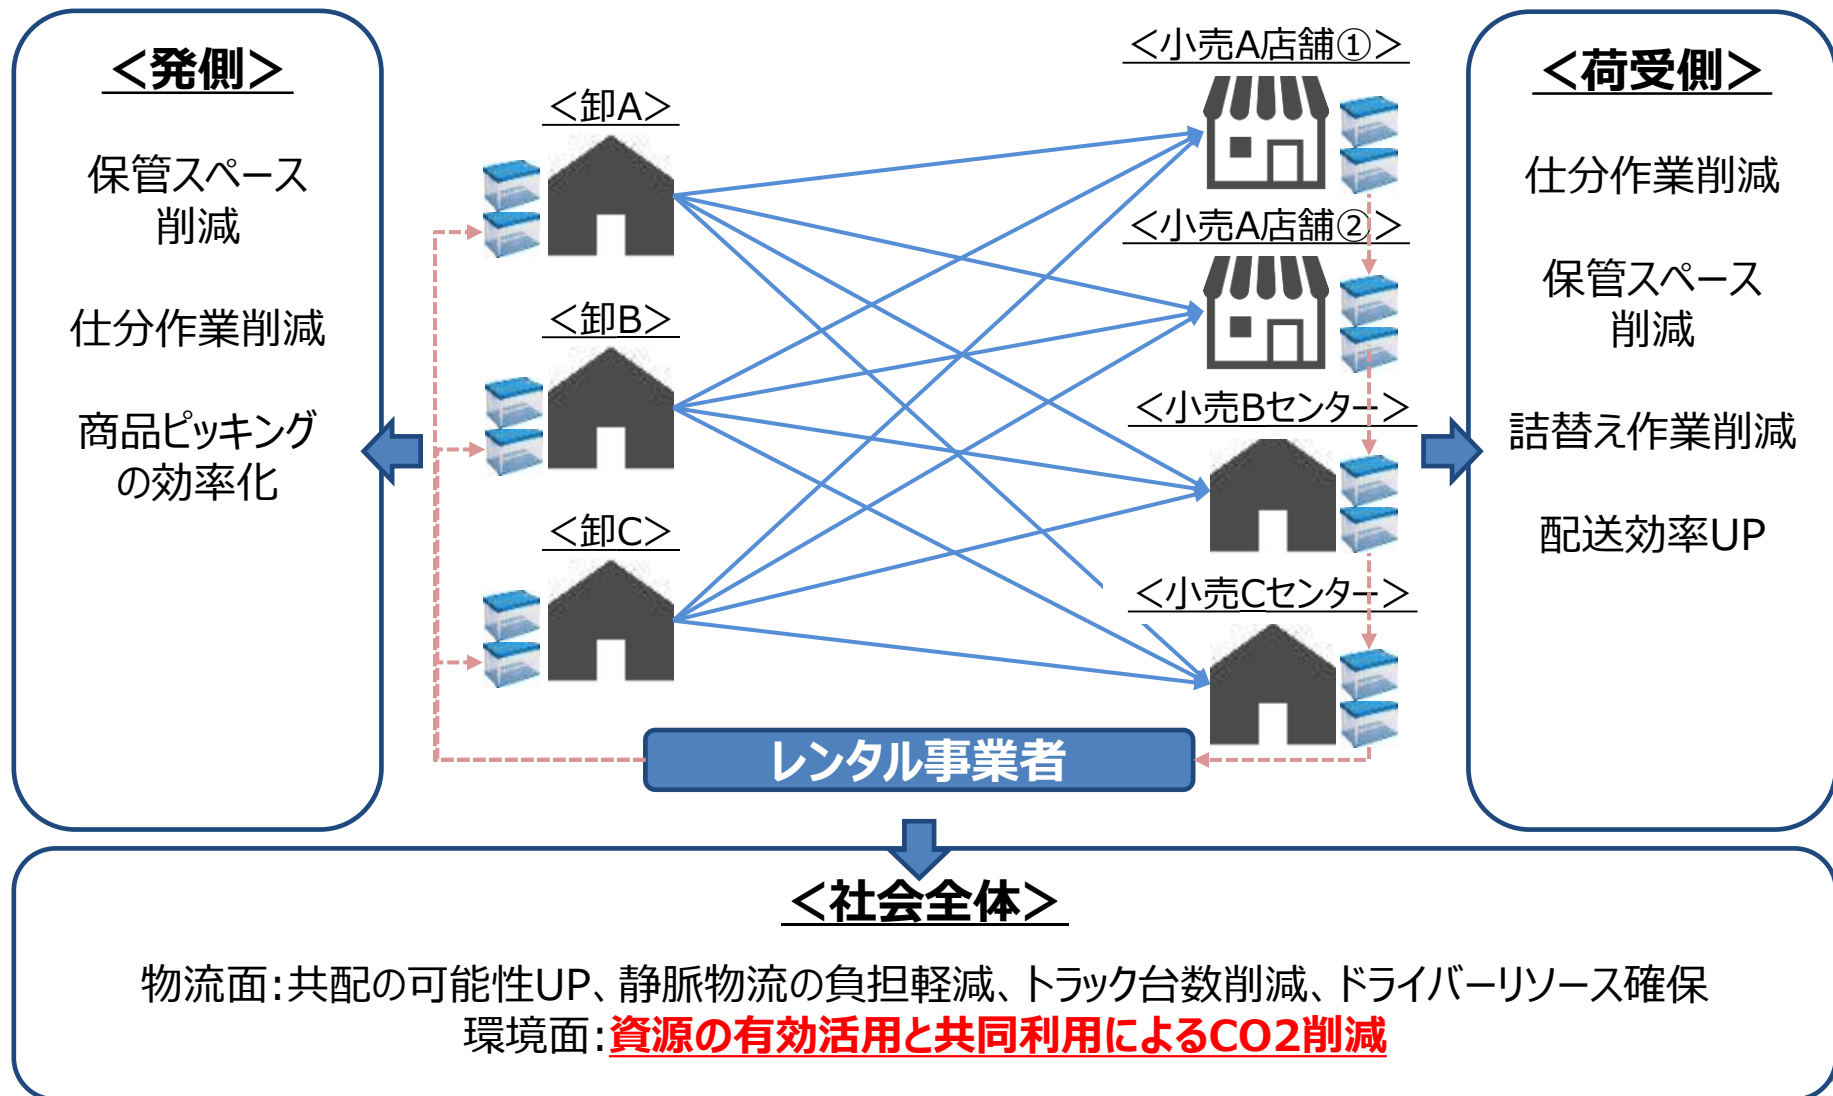 ＜発側＞
保管スペース
削減
仕分作業削減
商品ピッキング
の効率化
＜卸A＞
＜卸B＞
＜卸C＞
＜小売A店舗①＞
＜小売A店舗②＞
＜小売Bセンター＞
＜小売Cセンター＞
レンタル事業者
＜荷受側＞
仕分作業削減
保管スペース
削減
詰替え作業削減
配送効率UP
＜社会全体＞
物流面：共配の可能性UP、静脈物流の負担軽減、トラック台数削減、ドライバーリソース確保
環境面：資源の有効活用と共同利用によるCO2削減